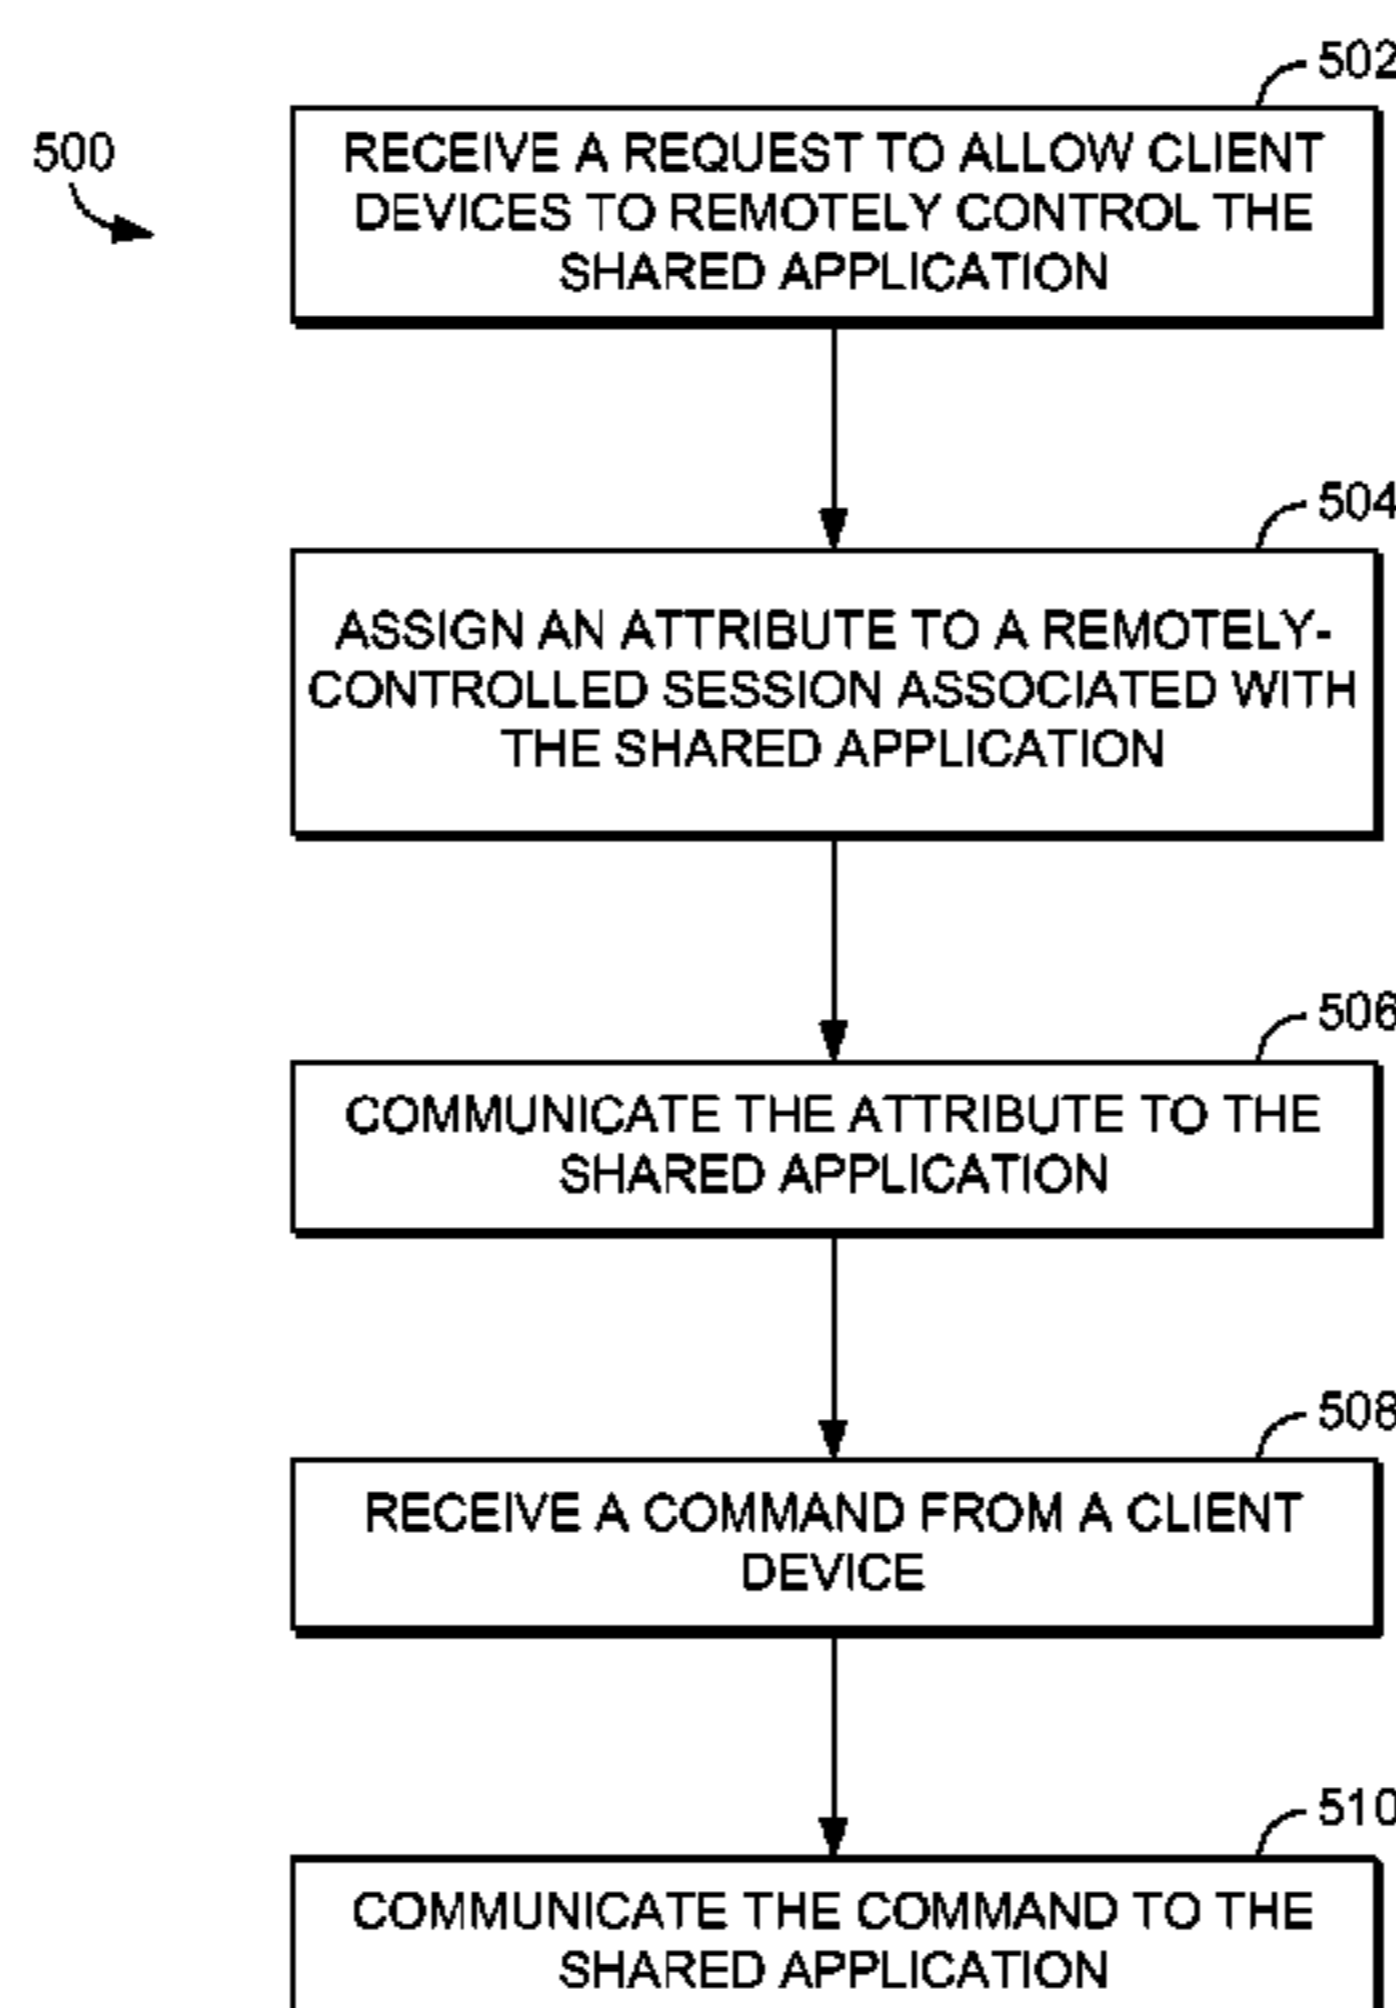 502
500
RECEIVE A REQUEST TO ALLOW CLIENT
DEVICES TO REMOTELY CONTROL THE
SHARED APPLICATION
504
ASSIGN AN ATTRIBUTE TO A REMOTELY-
CONTROLLED SESSION ASSOCIATED WITH
THE SHARED APPLICATION
506
COMMUNICATE THE ATTRIBUTE TO THE
SHARED APPLICATION
508
RECEIVE A COMMAND FROM A CLIENT
DEVICE
510
COMMUNICATE THE COMMAND TO THE
SHARED APPLICATION